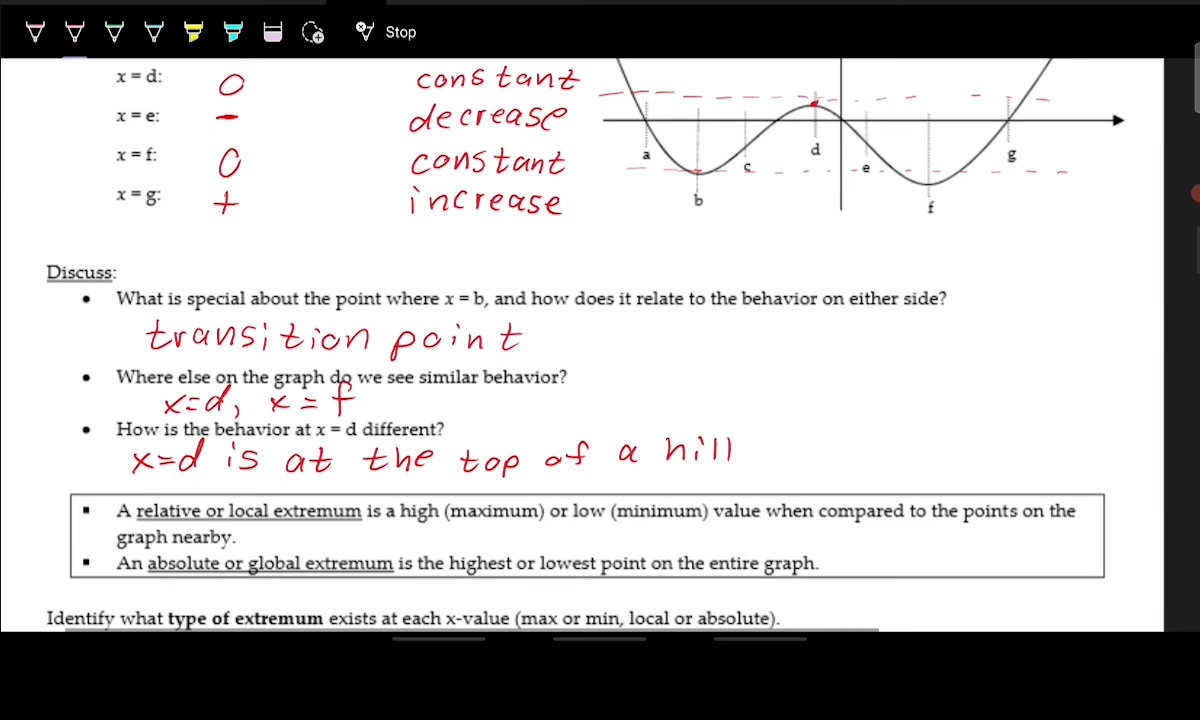 Stop
x = d: 0 constant
x = e: - decrease
x = f: 0 constant
x = g: + increase
a b c d e f g
Discuss:
• What is special about the point where x = b, and how does it relate to the behavior on either side?
transition point
• Where else on the graph do we see similar behavior?
x=d, x=f
• How is the behavior at x = d different?
x=d is at the top of a hill
▪ A relative or local extremum is a high (maximum) or low (minimum) value when compared to the points on the
graph nearby.
▪ An absolute or global extremum is the highest or lowest point on the entire graph.
Identify what type of extremum exists at each x-value (max or min, local or absolute).